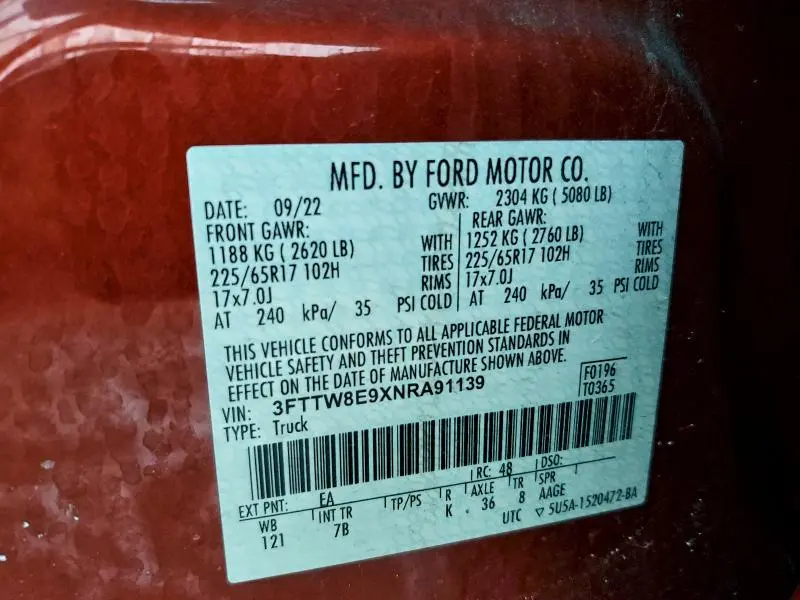 MFD. BY FORD MOTOR CO.
DATE: 09/22 GVWR: 2304 KG ( 5080 LB)
FRONT GAWR: REAR GAWR:
1188 KG ( 2620 LB) WITH 1252 KG ( 2760 LB) WITH
225/65R17 102H TIRES 225/65R17 102H TIRES
17x7.0J RIMS 17x7.0J RIMS
AT 240 kPa/ 35 PSI COLD AT 240 kPa/ 35 PSI COLD
THIS VEHICLE CONFORMS TO ALL APPLICABLE FEDERAL MOTOR
VEHICLE SAFETY AND THEFT PREVENTION STANDARDS IN
EFFECT ON THE DATE OF MANUFACTURE SHOWN ABOVE.
VIN: 3FTTW8E9XNRA91139 F0196
TYPE: Truck T0365
EXT PNT: EA RC: 48 DSO:
WB INT TR TP/PS R AXLE TR SPR
121 7B K 36 8 AAGE
UTC ▽ 5U5A-1520472-BA